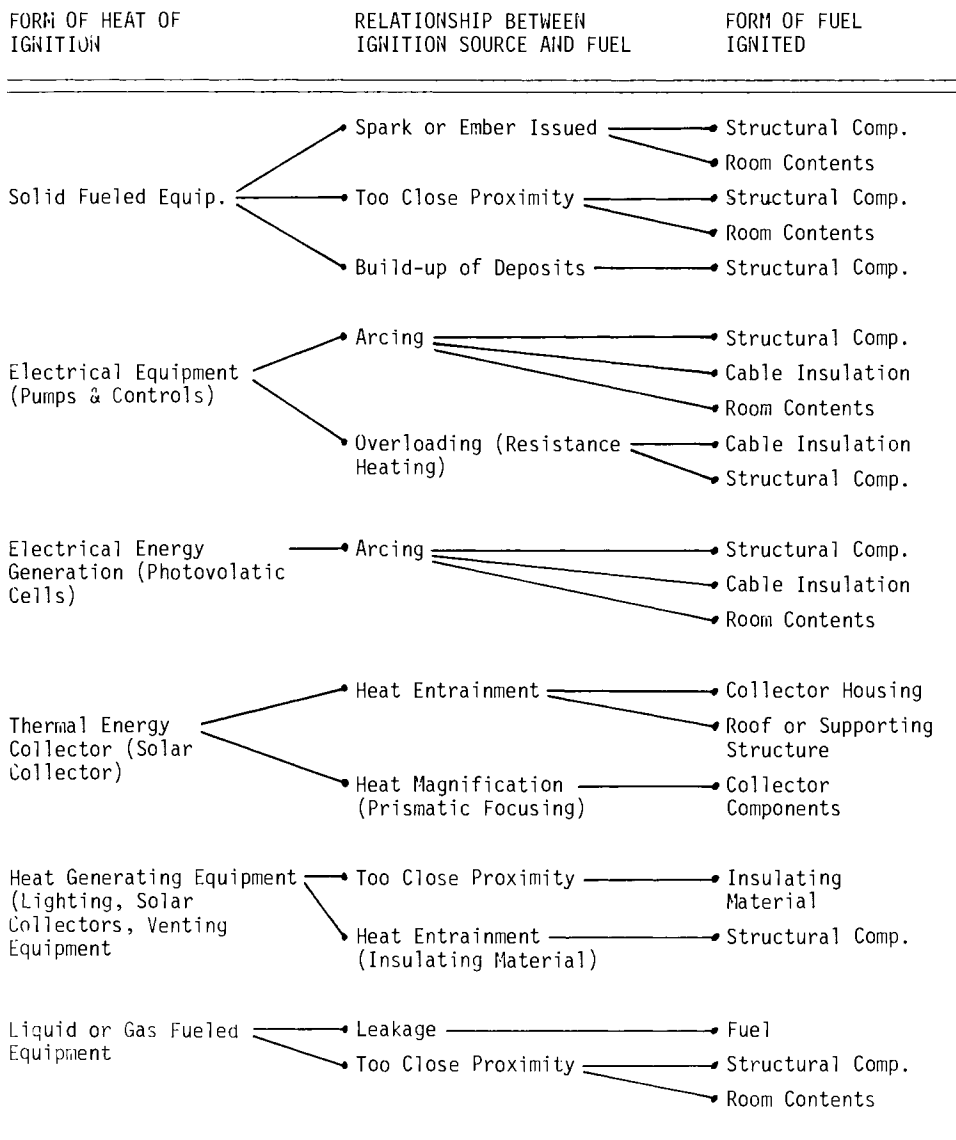 FORM OF HEAT OF IGNITION
RELATIONSHIP BETWEEN IGNITION SOURCE AND FUEL
FORM OF FUEL IGNITED
Solid Fueled Equip.
Spark or Ember Issued
Structural Comp.
Room Contents
Too Close Proximity
Structural Comp.
Room Contents
Build-up of Deposits
Structural Comp.
Electrical Equipment
(Pumps & Controls)
Arcing
Structural Comp.
Cable Insulation
Room Contents
Overloading (Resistance
Heating)
Cable Insulation
Structural Comp.
Electrical Energy
Generation (Photovolatic
Cells)
Arcing
Structural Comp.
Cable Insulation
Room Contents
Thermal Energy
Collector (Solar
Collector)
Heat Entrainment
Collector Housing
Roof or Supporting
Structure
Heat Magnification
(Prismatic Focusing)
Collector
Components
Heat Generating Equipment
(Lighting, Solar
Collectors, Venting
Equipment
Too Close Proximity
Insulating
Material
Heat Entrainment
(Insulating Material)
Structural Comp.
Liquid or Gas Fueled
Equipment
Leakage
Fuel
Too Close Proximity
Structural Comp.
Room Contents